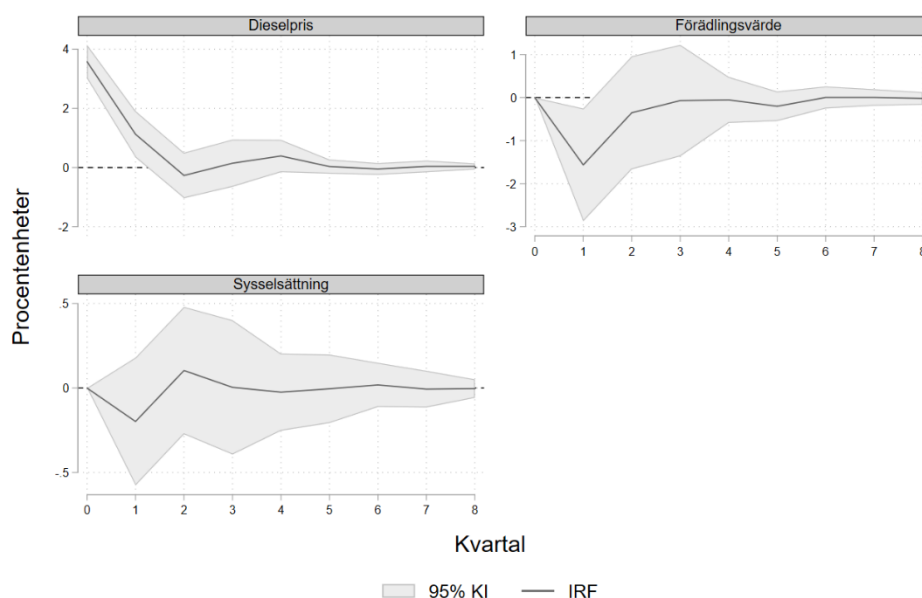 Dieselpris
Förädlingsvärde
4
2
0
-2
1
0
-1
-2
-3
0 1 2 3 4 5 6 7 8
Sysselsättning
.5
0
-.5
0 1 2 3 4 5 6 7 8
Procentenheter
Kvartal
95% KI IRF